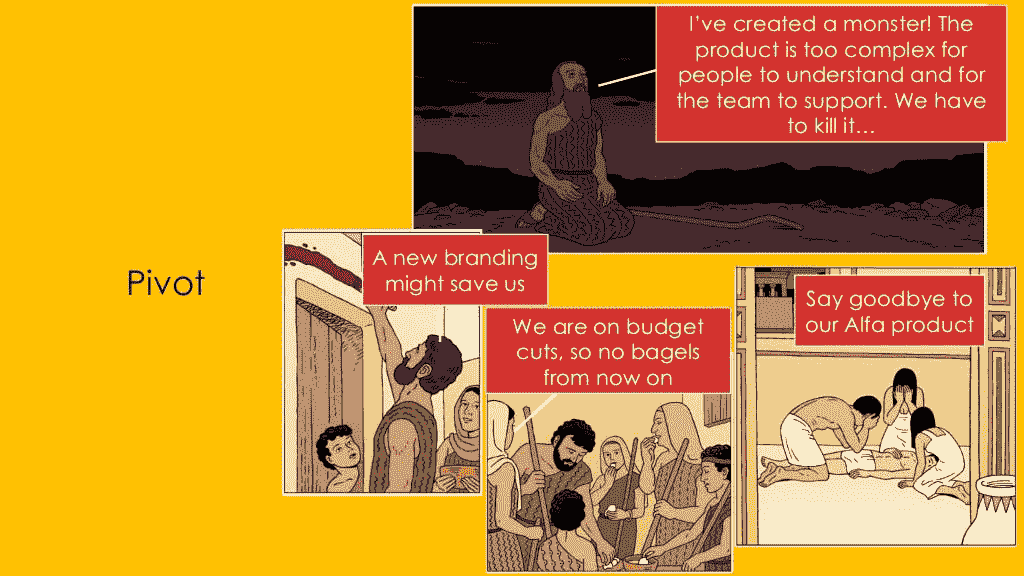 I've created a monster! The
product is too complex for
people to understand and for
the team to support. We have
to kill it...
Pivot
A new branding
might save us
We are on budget
cuts, so no bagels
from now on
Say goodbye to
our Alfa product